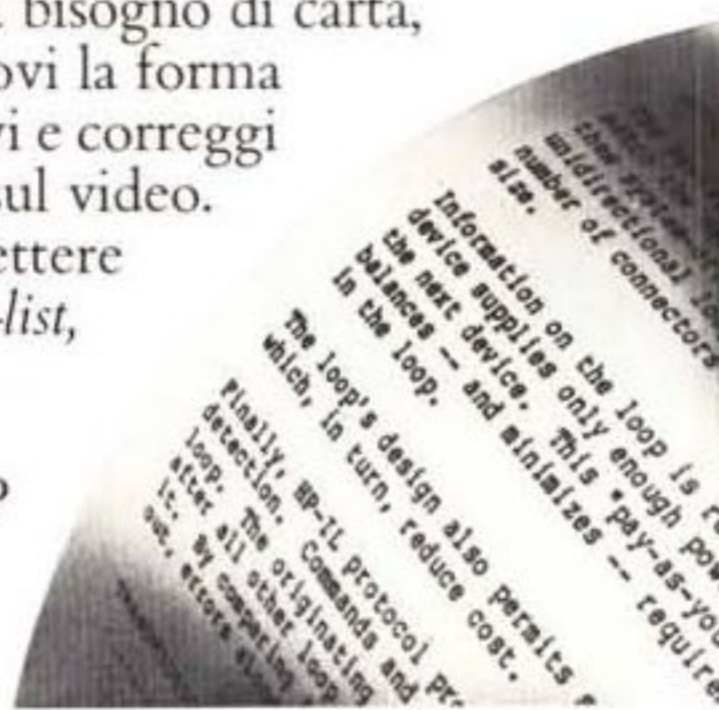 bisogno di carta,
ovi la forma
vi e correggi
sul video.
ettere
-list,
o
unidirectional
number of connectors
size.
Information on the loop is
device supplies only enough
the next device. This "pay-as-you
balances -- and minimizes -- require
in the loop.
The loop's design also permits
which, in turn, reduce cost.
Finally, HP-IL protocol
detection. Commands and
loop. The originating
after all other loop
it. By comparing
out, errors